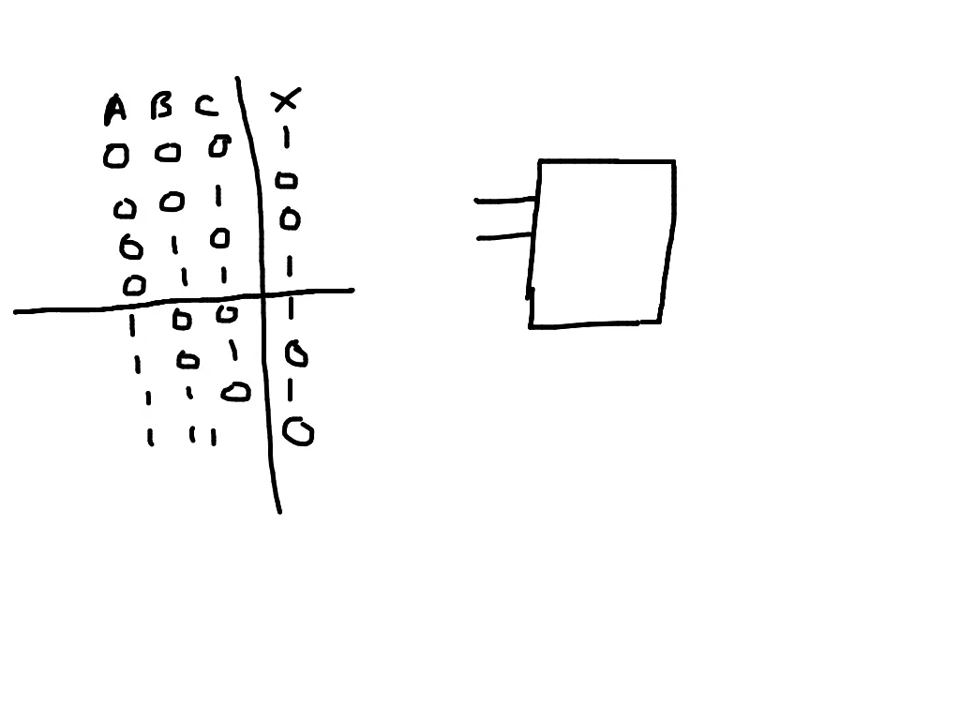 A B C X
0 0 0 1
0 0 1 0
0 1 0 0
0 1 1 1
1 0 0 1
1 0 1 0
1 1 0 1
1 1 1 0